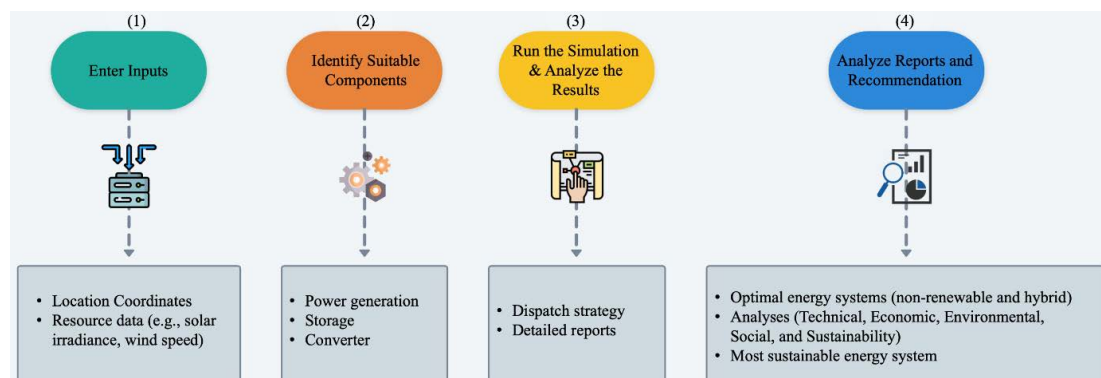 (1)
Enter Inputs
• Location Coordinates
• Resource data (e.g., solar
irradiance, wind speed)
(2)
Identify Suitable
Components
• Power generation
• Storage
• Converter
(3)
Run the Simulation
& Analyze the
Results
• Dispatch strategy
• Detailed reports
(4)
Analyze Reports and
Recommendation
• Optimal energy systems (non-renewable and hybrid)
• Analyses (Technical, Economic, Environmental,
Social, and Sustainability)
• Most sustainable energy system